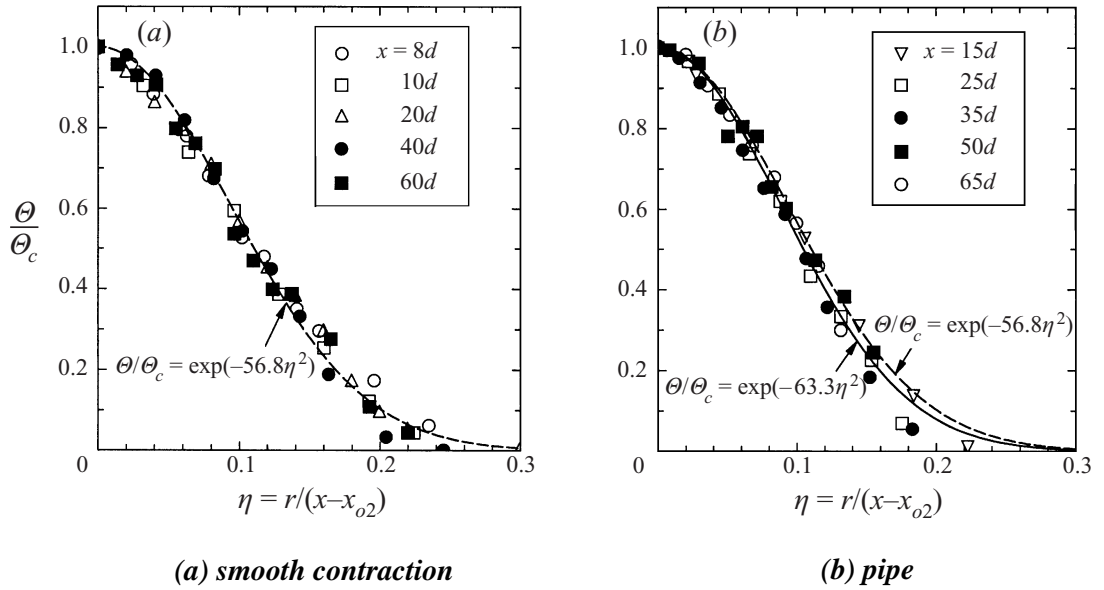 (a)
x = 8d
10d
20d
40d
60d
1.0
0.8
0.6
0.4
0.2
0
Θ/Θc
Θ/Θc = exp(−56.8η²)
0.1
0.2
0.3
η = r/(x–xo2)
(a) smooth contraction
(b)
x = 15d
25d
35d
50d
65d
1.0
0.8
0.6
0.4
0.2
0
Θ/Θc = exp(−56.8η²)
Θ/Θc = exp(−63.3η²)
0.1
0.2
0.3
η = r/(x–xo2)
(b) pipe